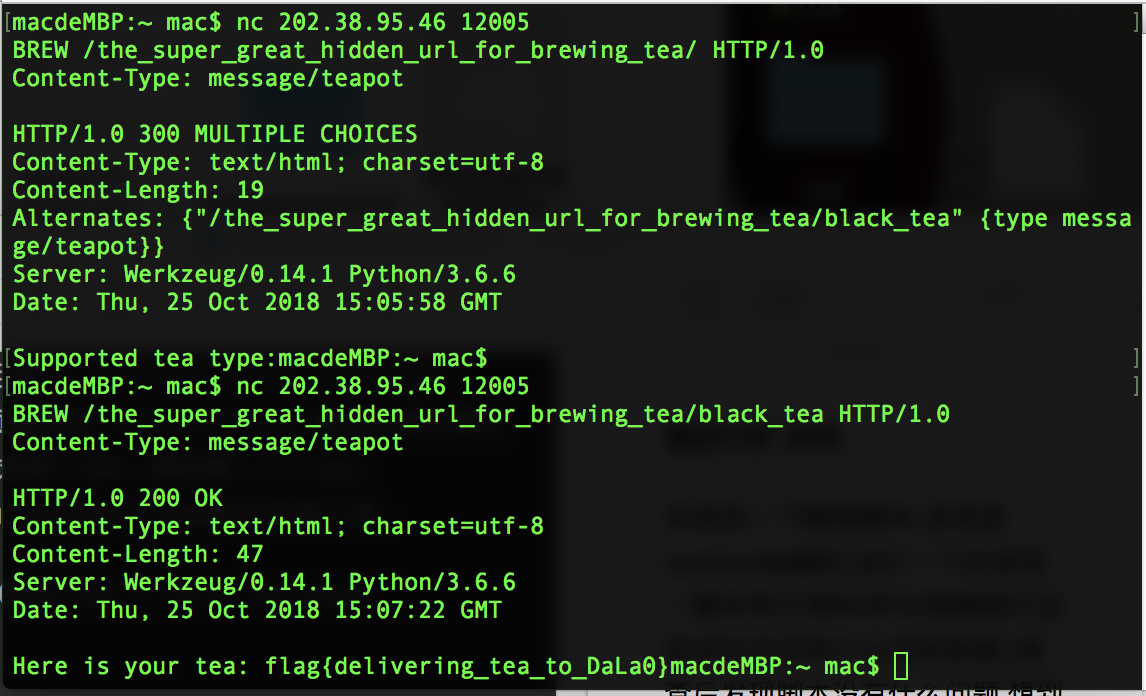 macdeMBP:~ mac$ nc 202.38.95.46 12005
BREW /the_super_great_hidden_url_for_brewing_tea/ HTTP/1.0
Content-Type: message/teapot
HTTP/1.0 300 MULTIPLE CHOICES
Content-Type: text/html; charset=utf-8
Content-Length: 19
Alternates: {"/the_super_great_hidden_url_for_brewing_tea/black_tea" {type messa
ge/teapot}}
Server: Werkzeug/0.14.1 Python/3.6.6
Date: Thu, 25 Oct 2018 15:05:58 GMT
Supported tea type:macdeMBP:~ mac$
macdeMBP:~ mac$ nc 202.38.95.46 12005
BREW /the_super_great_hidden_url_for_brewing_tea/black_tea HTTP/1.0
Content-Type: message/teapot
HTTP/1.0 200 OK
Content-Type: text/html; charset=utf-8
Content-Length: 47
Server: Werkzeug/0.14.1 Python/3.6.6
Date: Thu, 25 Oct 2018 15:07:22 GMT
Here is your tea: flag{delivering_tea_to_DaLa0}macdeMBP:~ mac$